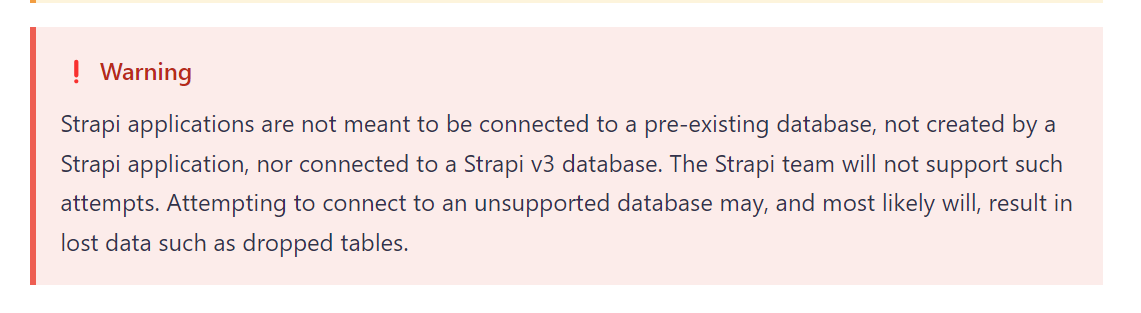 ❗ Warning
Strapi applications are not meant to be connected to a pre-existing database, not created by a
Strapi application, nor connected to a Strapi v3 database. The Strapi team will not support such
attempts. Attempting to connect to an unsupported database may, and most likely will, result in
lost data such as dropped tables.